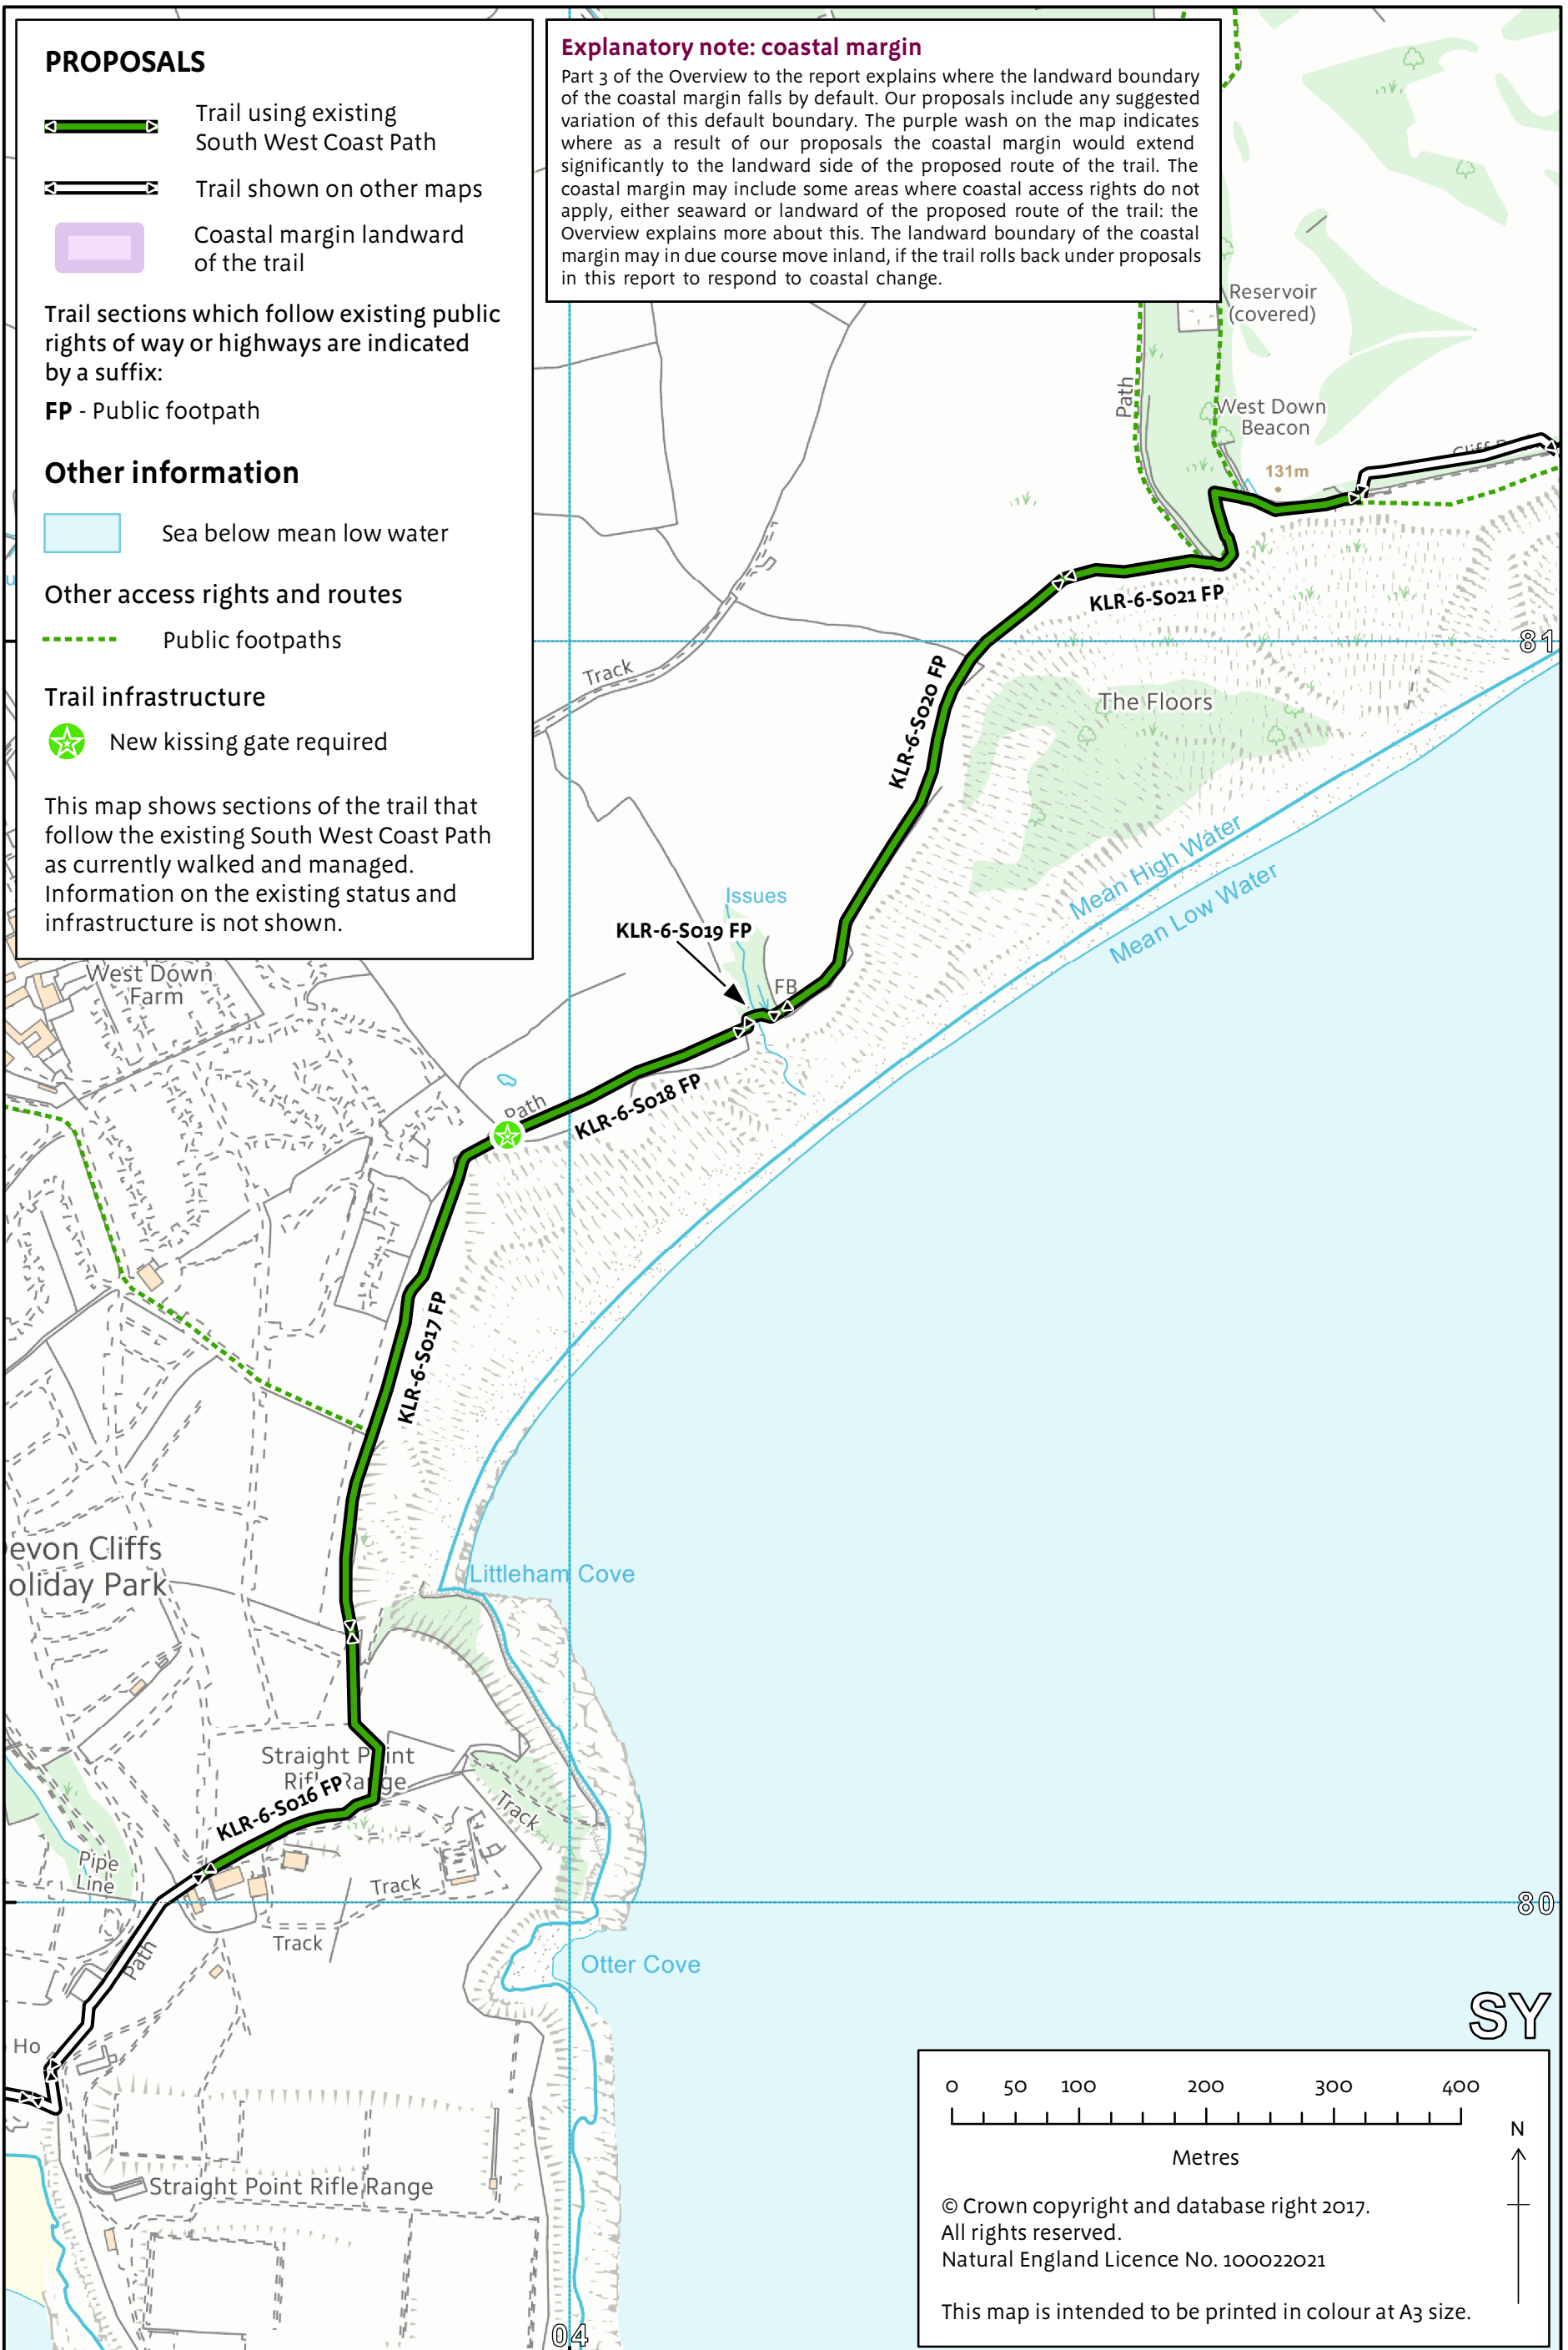 PROPOSALS
Trail using existing
South West Coast Path
Trail shown on other maps
Coastal margin landward
of the trail
Trail sections which follow existing public
rights of way or highways are indicated
by a suffix:
FP - Public footpath
Other information
Sea below mean low water
Other access rights and routes
Public footpaths
Trail infrastructure
New kissing gate required
This map shows sections of the trail that
follow the existing South West Coast Path
as currently walked and managed.
Information on the existing status and
infrastructure is not shown.
Explanatory note: coastal margin
Part 3 of the Overview to the report explains where the landward boundary
of the coastal margin falls by default. Our proposals include any suggested
variation of this default boundary. The purple wash on the map indicates
where as a result of our proposals the coastal margin would extend
significantly to the landward side of the proposed route of the trail. The
coastal margin may include some areas where coastal access rights do not
apply, either seaward or landward of the proposed route of the trail: the
Overview explains more about this. The landward boundary of the coastal
margin may in due course move inland, if the trail rolls back under proposals
in this report to respond to coastal change.
Reservoir
(covered)
Path
West Down
Beacon
131m
KLR-6-S021 FP
81
Track
KLR-6-S020 FP
The Floors
Mean High Water
Mean Low Water
Issues
KLR-6-S019 FP
FB
West Down
Farm
Path
KLR-6-S018 FP
KLR-6-S017 FP
evon Cliffs
oliday Park
Littleham Cove
Straight Point
Rifle Range
KLR-6-S016 FP
Track
Pipe
Line
Track
Track
80
Path
Otter Cove
Ho
SY
Straight Point Rifle Range
0 50 100 200 300 400
Metres
N
© Crown copyright and database right 2017.
All rights reserved.
Natural England Licence No. 100022021
This map is intended to be printed in colour at A3 size.
04